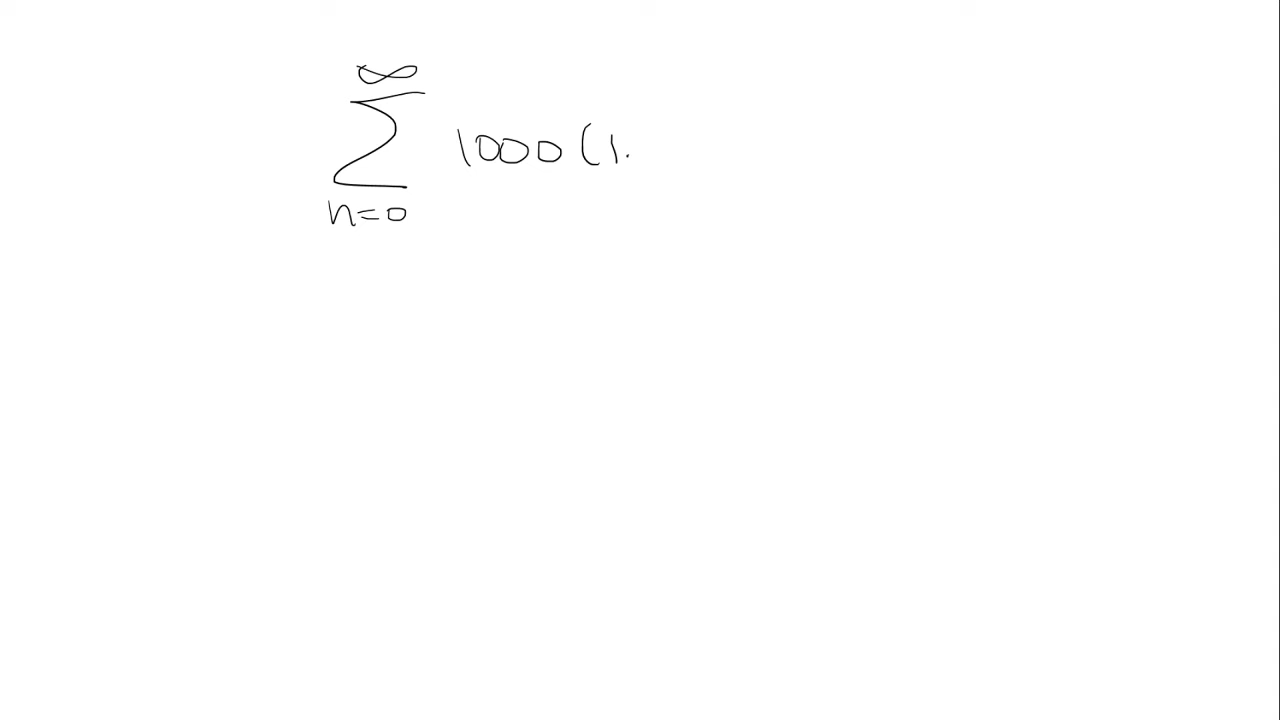 ∞
∑ 1000 (1.
n=0